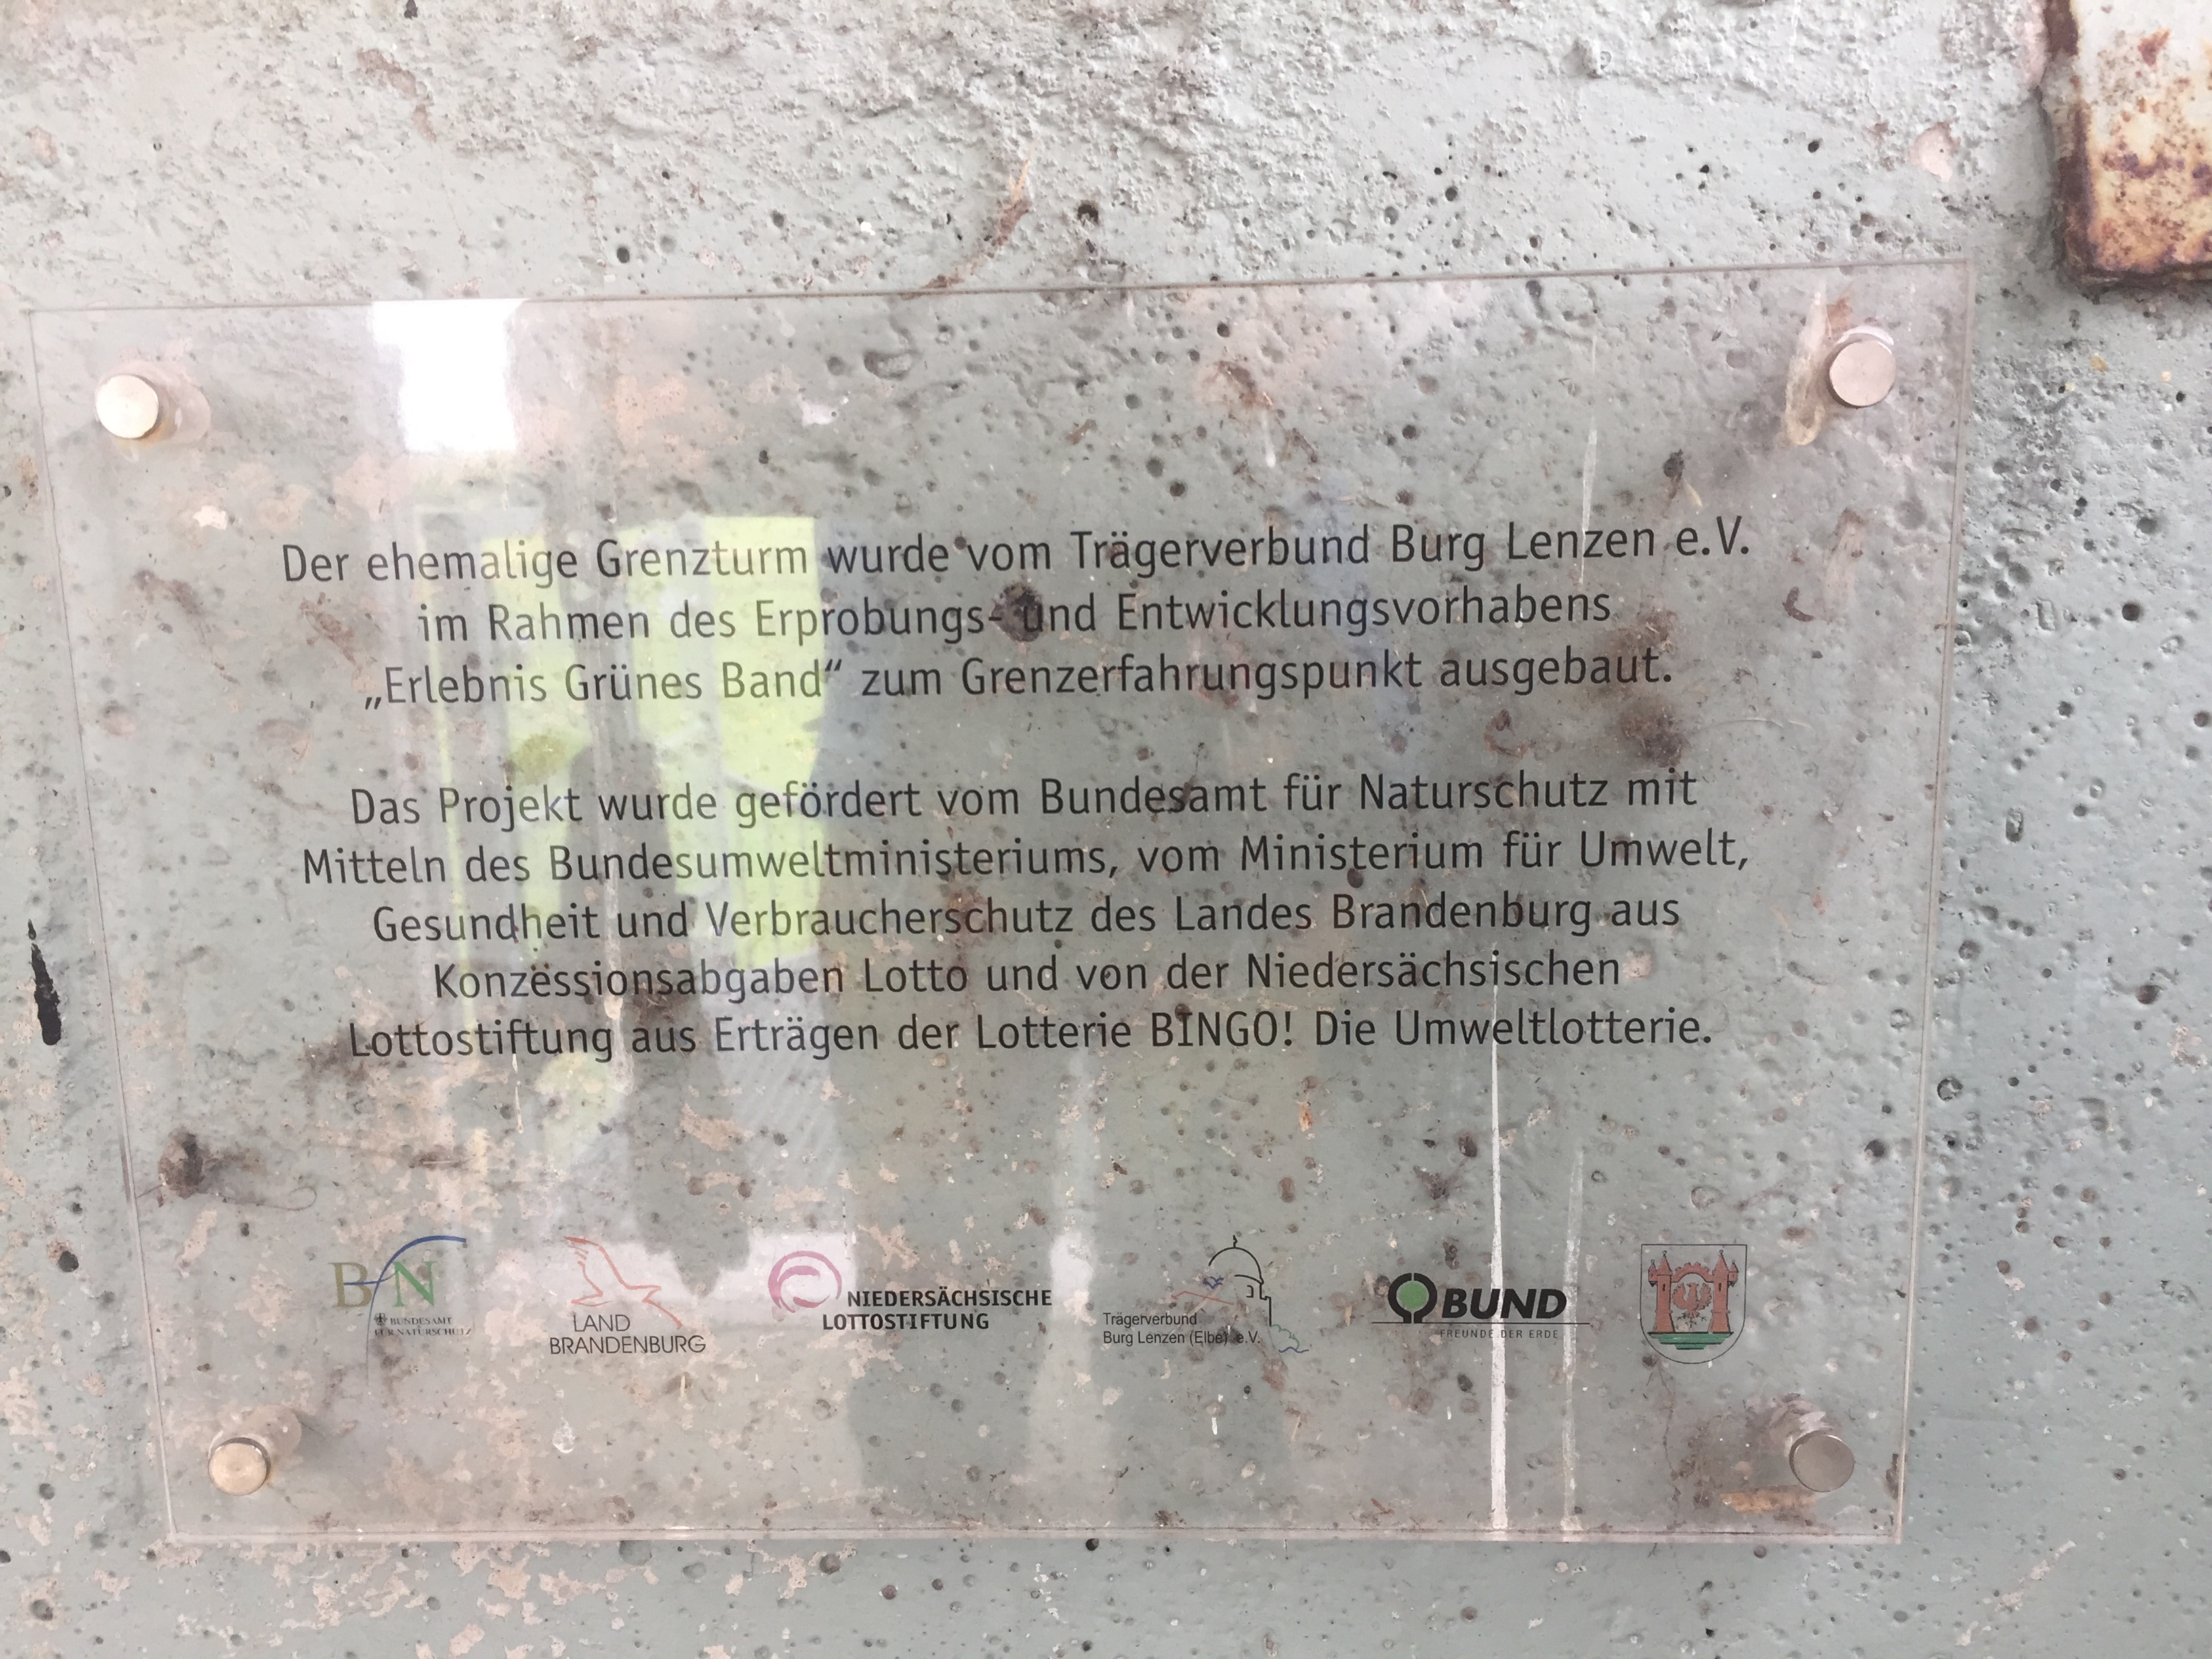 Der ehemalige Grenzturm wurde vom Trägerverbund Burg Lenzen e.V.
im Rahmen des Erprobungs- und Entwicklungsvorhabens
„Erlebnis Grünes Band“ zum Grenzerfahrungspunkt ausgebaut.
Das Projekt wurde gefördert vom Bundesamt für Naturschutz mit
Mitteln des Bundesumweltministeriums, vom Ministerium für Umwelt,
Gesundheit und Verbraucherschutz des Landes Brandenburg aus
Konzessionsabgaben Lotto und von der Niedersächsischen
Lottostiftung aus Erträgen der Lotterie BINGO! Die Umweltlotterie.
BfN
BUNDESAMT
FÜR NATURSCHUTZ
LAND
BRANDENBURG
NIEDERSÄCHSISCHE
LOTTOSTIFTUNG
Trägerverbund
Burg Lenzen (Elbe) e.V.
BUND
FREUNDE DER ERDE